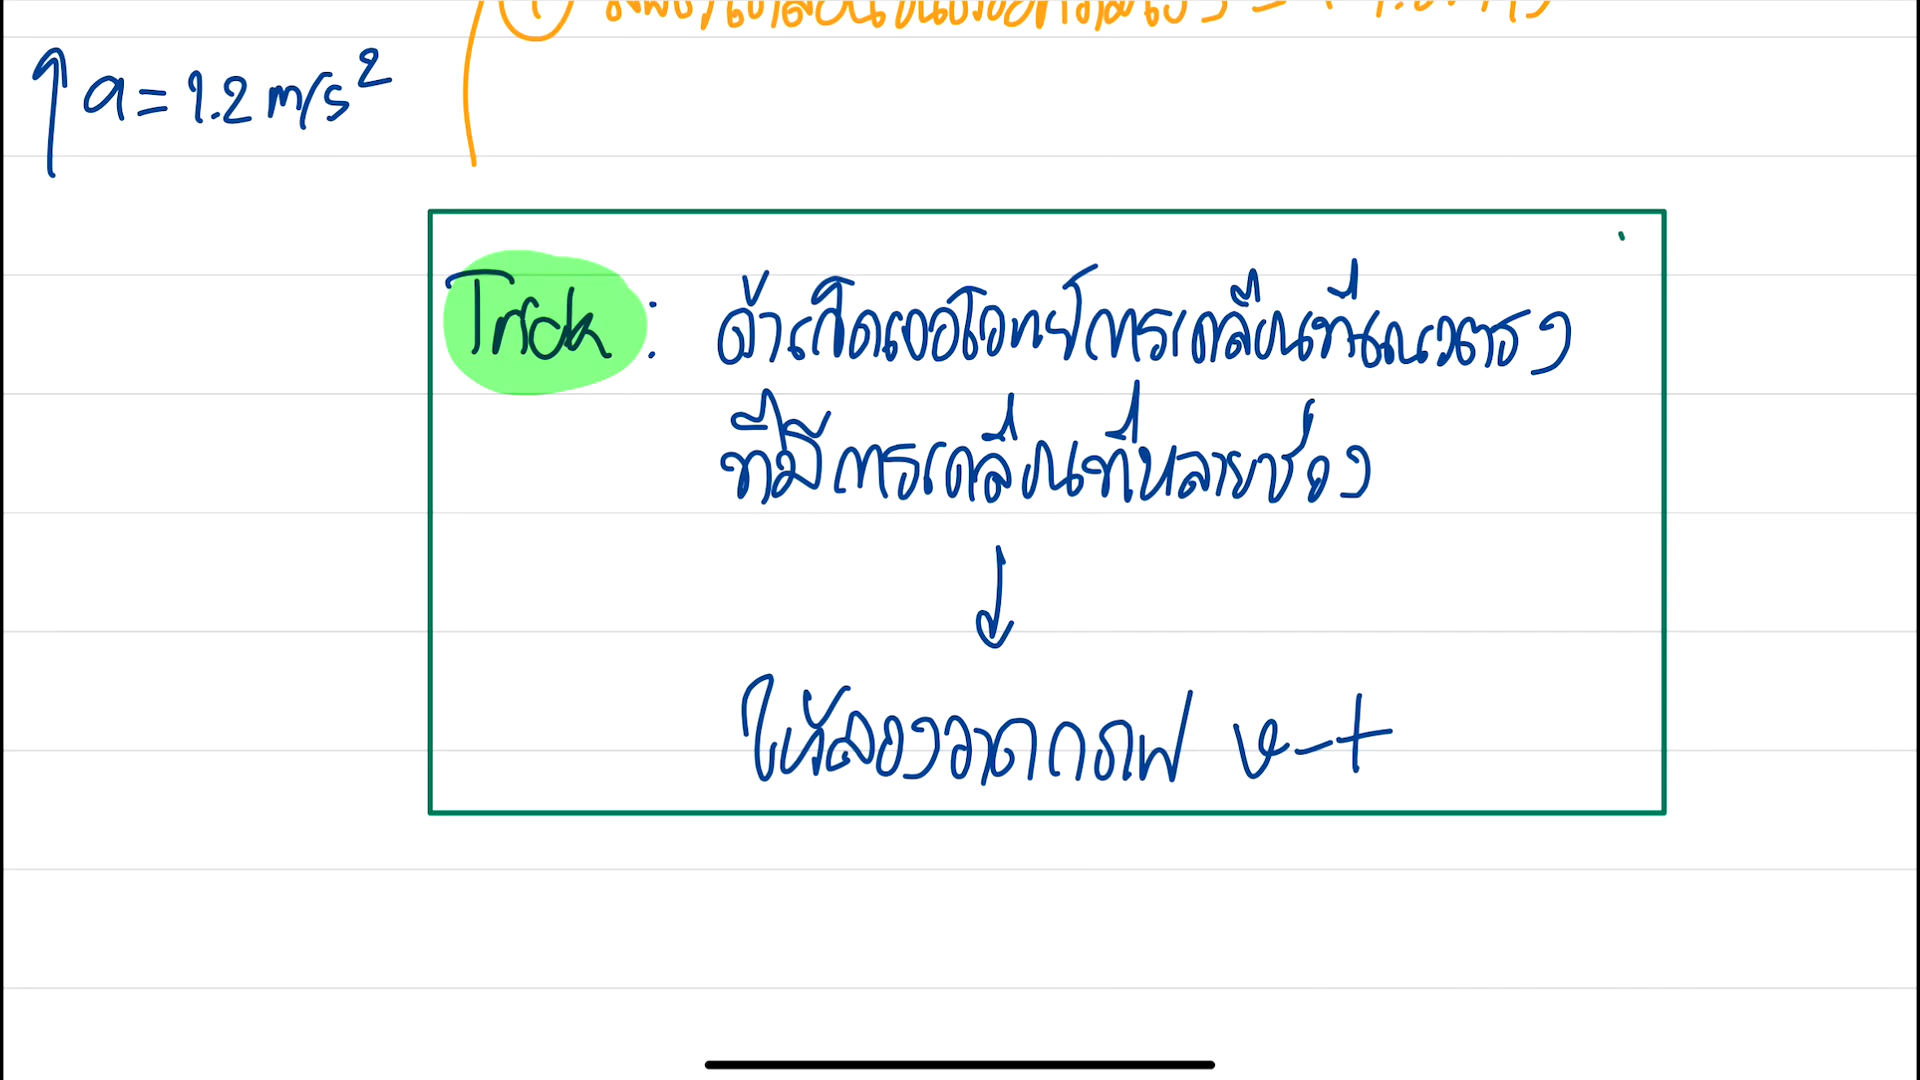 a = 1.2 m/s²
Trick : ถ้าเกิดเจอโจทย์การเคลื่อนที่แนวตรง
ที่มีการเคลื่อนที่หลายช่วง
↓
ให้ลองวาดกราฟ v-t